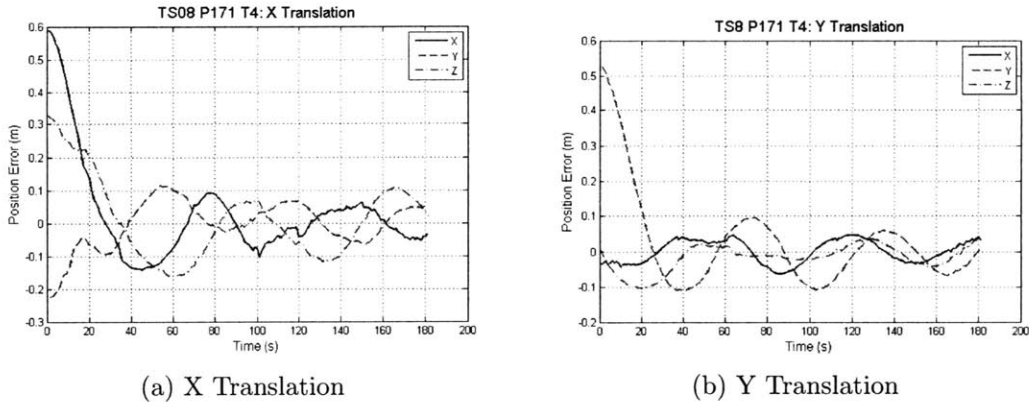 TS08 P171 T4: X Translation
X
Y
Z
0.6
0.5
0.4
0.3
0.2
0.1
0
-0.1
-0.2
-0.3
Position Error (m)
0 20 40 60 80 100 120 140 160 180 200
Time (s)
(a) X Translation
TS8 P171 T4: Y Translation
X
Y
Z
0.6
0.5
0.4
0.3
0.2
0.1
0
-0.1
-0.2
Position Error (m)
0 20 40 60 80 100 120 140 160 180 200
Time (s)
(b) Y Translation